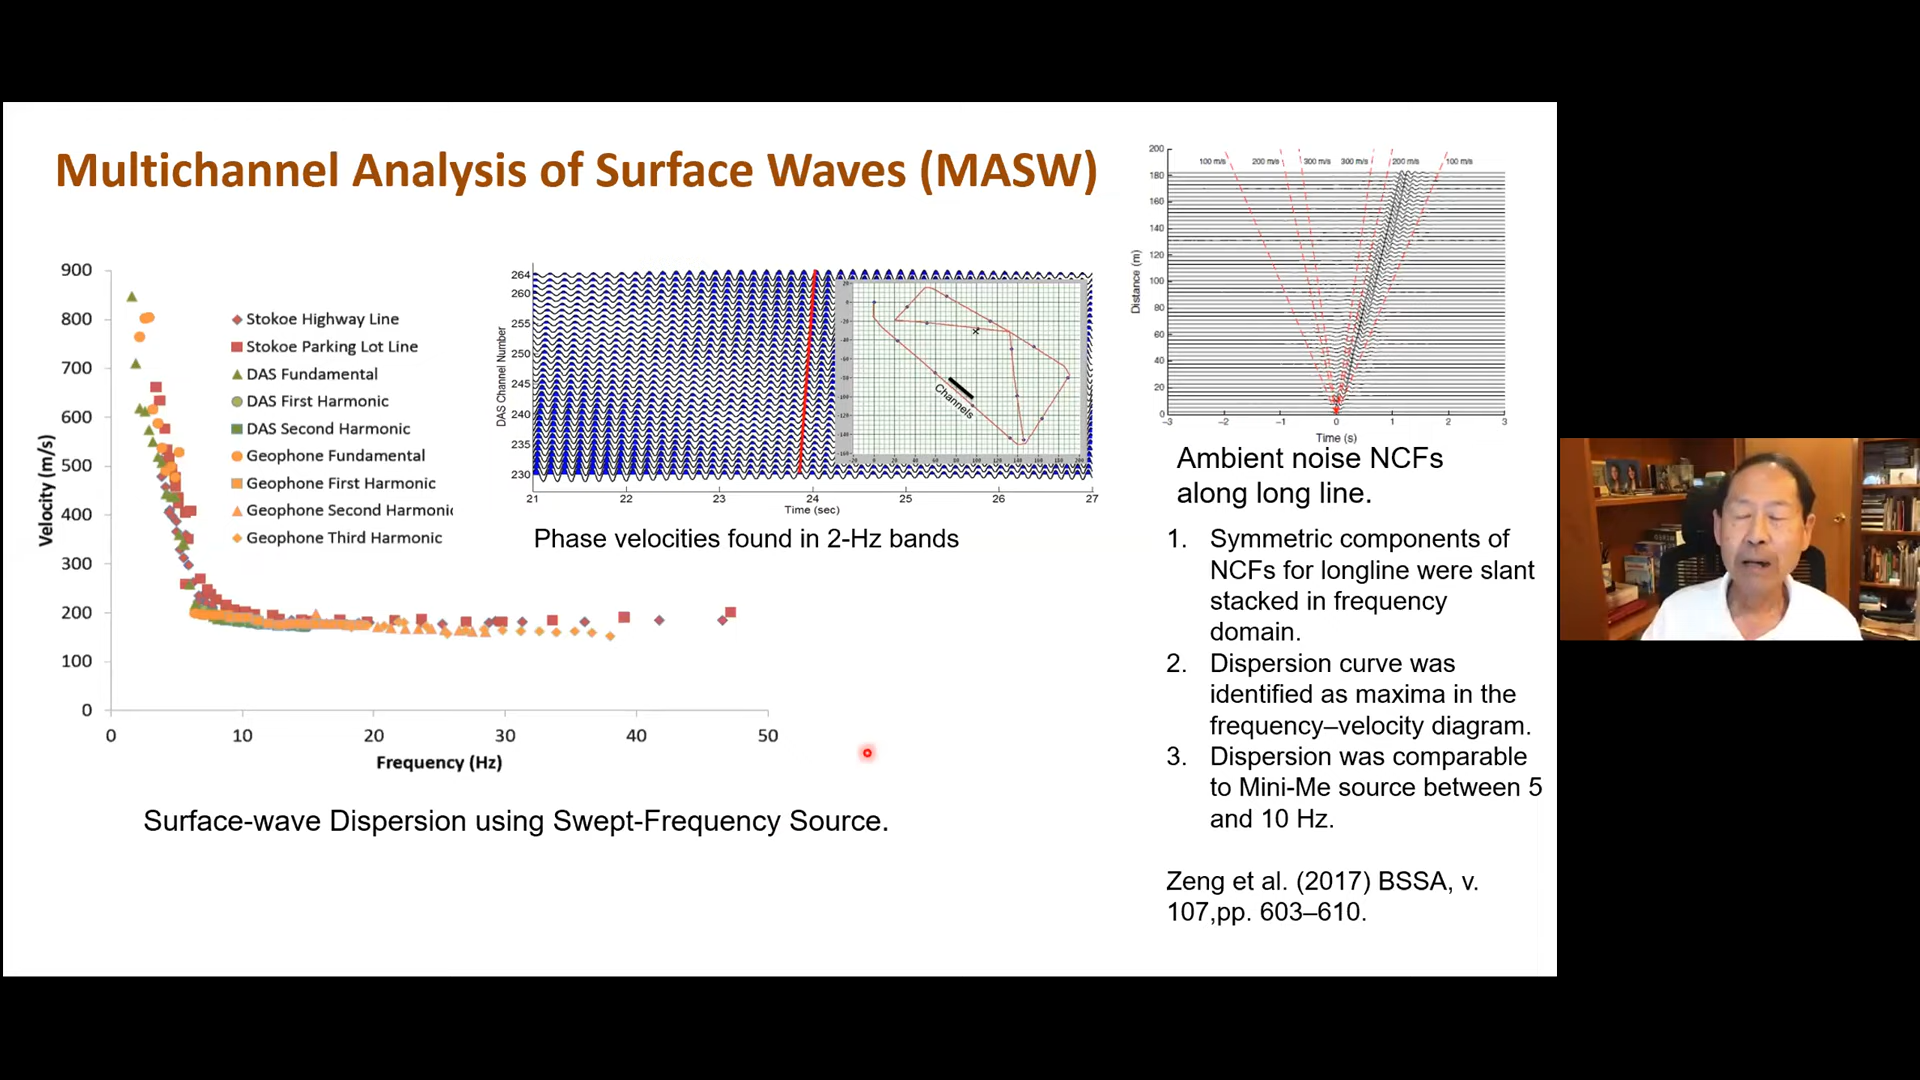 Multichannel Analysis of Surface Waves (MASW)
900
800
700
600
500
400
300
200
100
0
Velocity (m/s)
0 10 20 30 40 50
Frequency (Hz)
Stokoe Highway Line
Stokoe Parking Lot Line
DAS Fundamental
DAS First Harmonic
DAS Second Harmonic
Geophone Fundamental
Geophone First Harmonic
Geophone Second Harmonic
Geophone Third Harmonic
Surface-wave Dispersion using Swept-Frequency Source.
264
260
255
250
245
240
235
230
DAS Channel Number
21 22 23 24 25 26 27
Time (sec)
Channels
Phase velocities found in 2-Hz bands
200
180
160
140
120
100
80
60
40
20
0
Distance (m)
100 m/s 200 m/s 300 m/s 300 m/s 200 m/s 100 m/s
-3 -2 -1 0 1 2 3
Time (s)
Ambient noise NCFs
along long line.
1. Symmetric components of
NCFs for longline were slant
stacked in frequency
domain.
2. Dispersion curve was
identified as maxima in the
frequency–velocity diagram.
3. Dispersion was comparable
to Mini-Me source between 5
and 10 Hz.
Zeng et al. (2017) BSSA, v.
107,pp. 603–610.